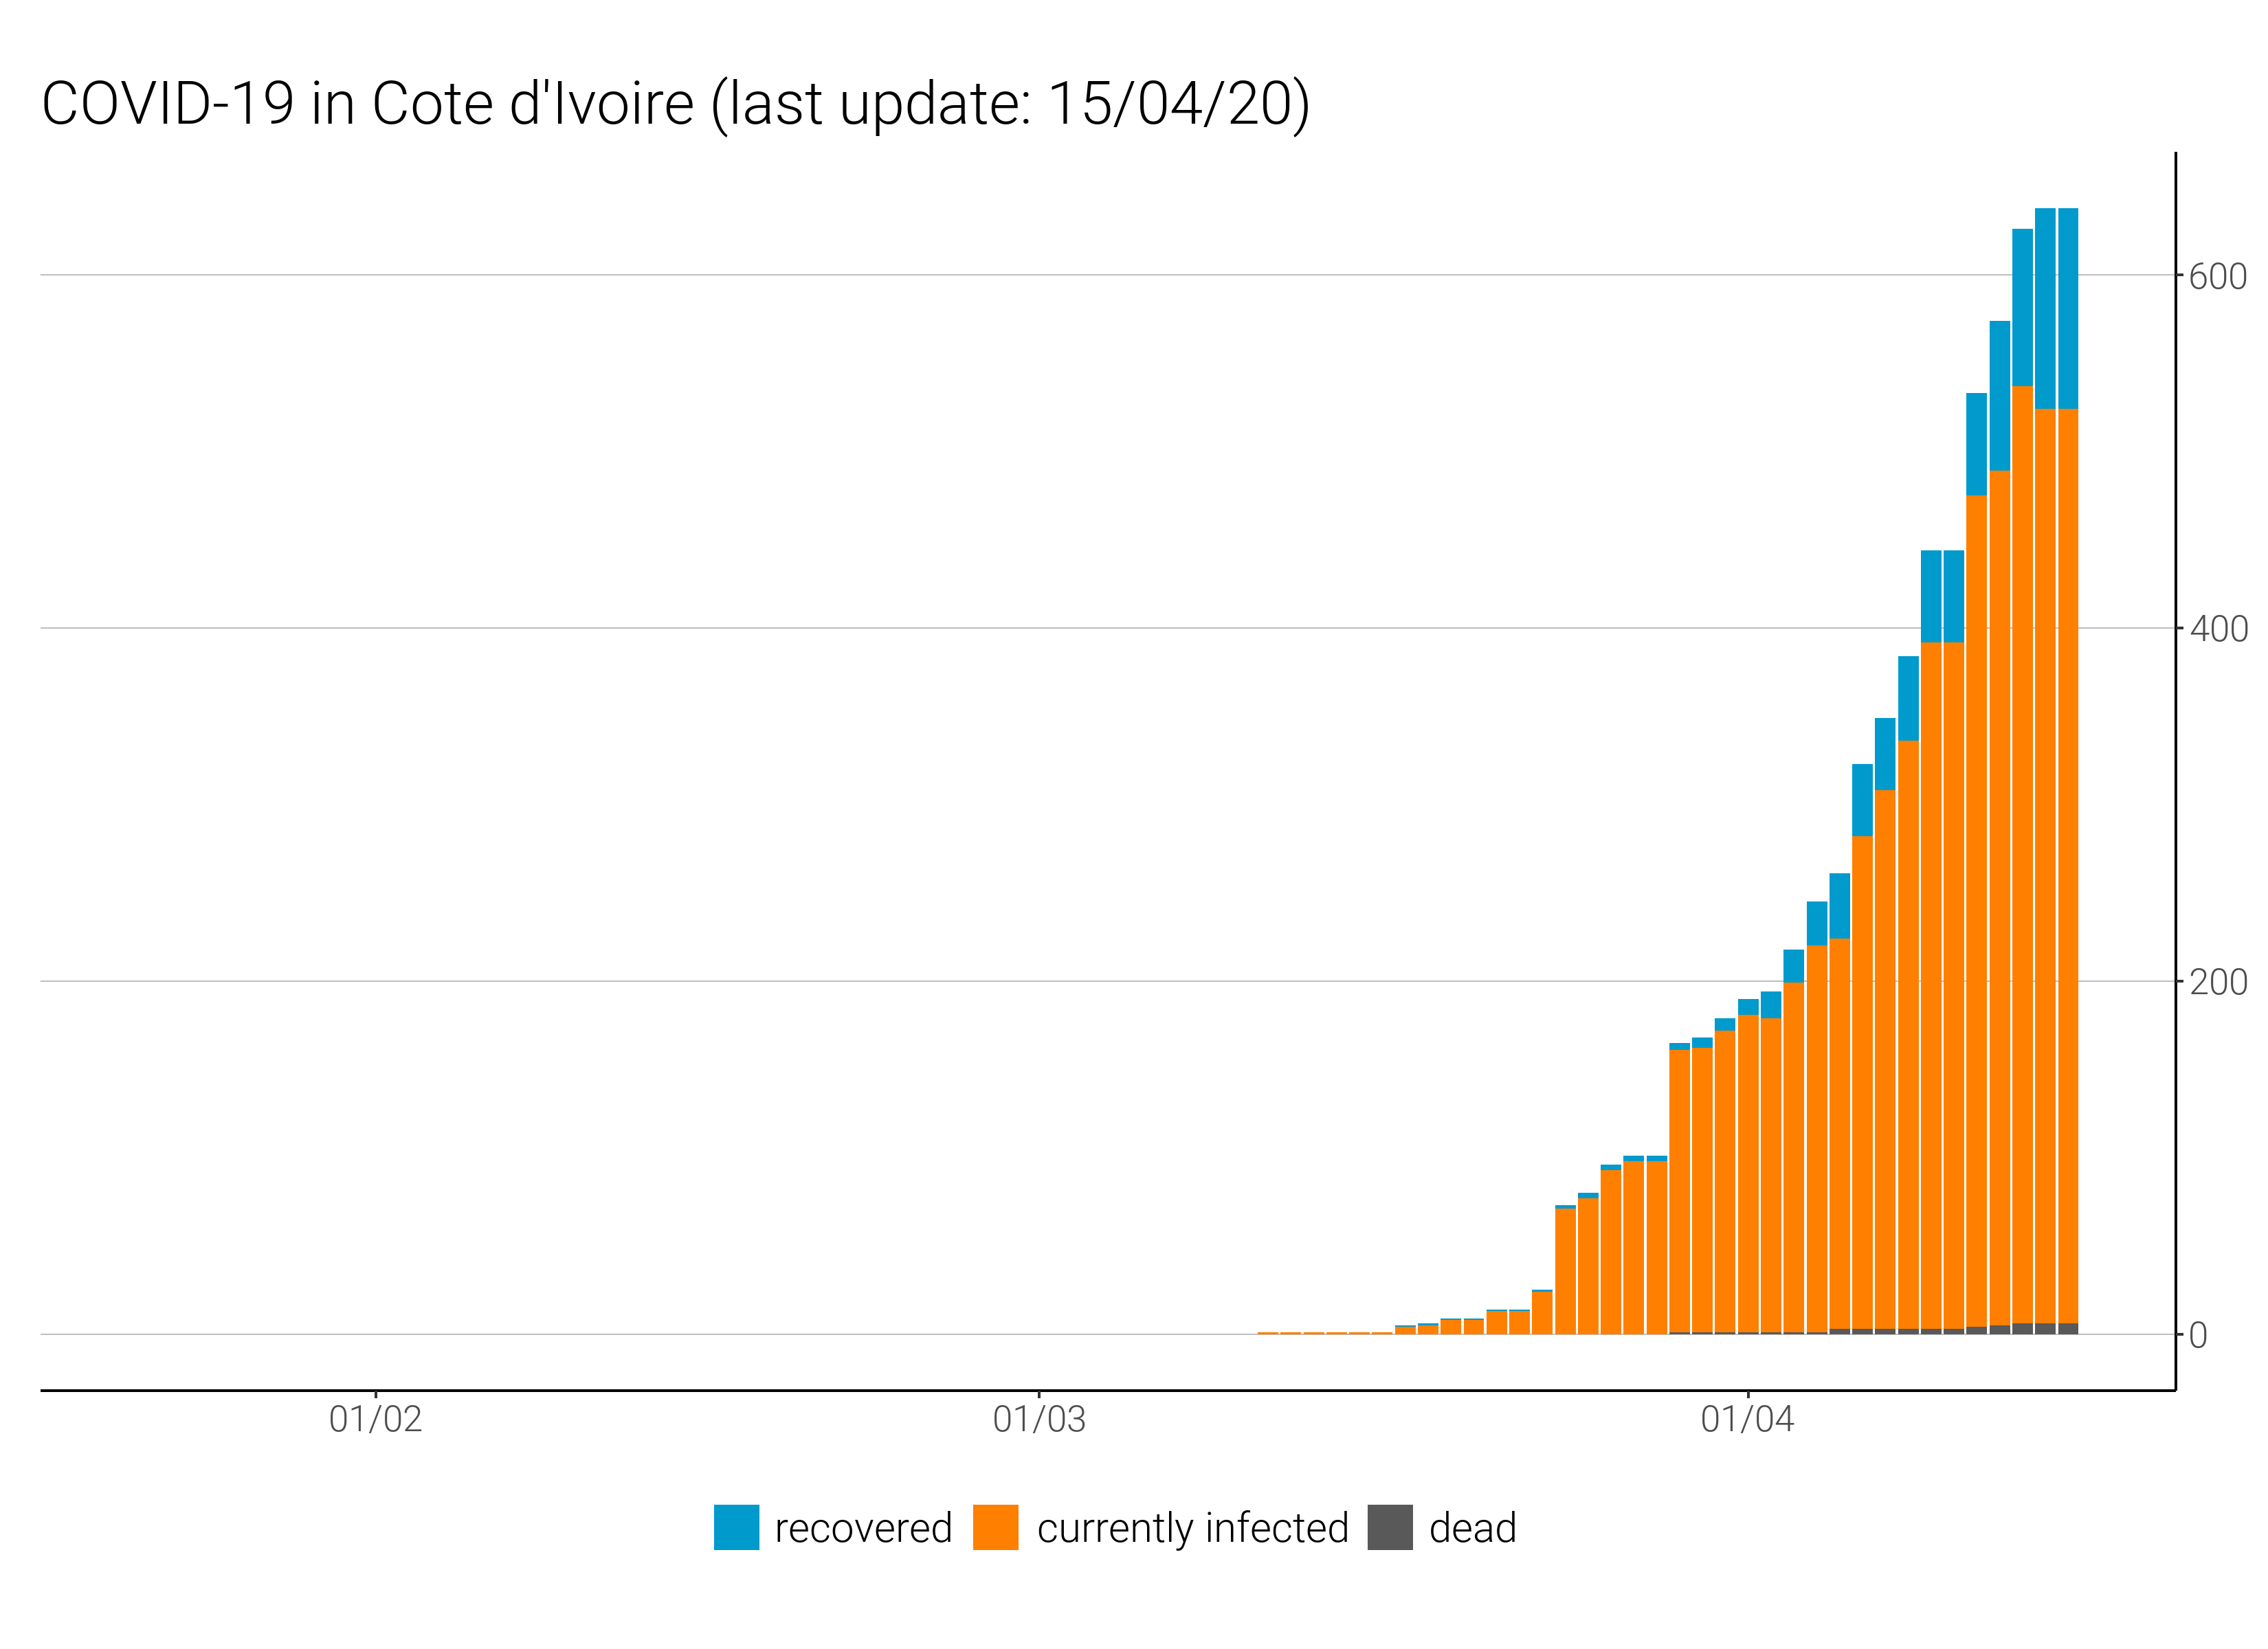 COVID-19 in Cote d'Ivoire (last update: 15/04/20)
600
400
200
0
01/02 01/03 01/04
recovered currently infected dead